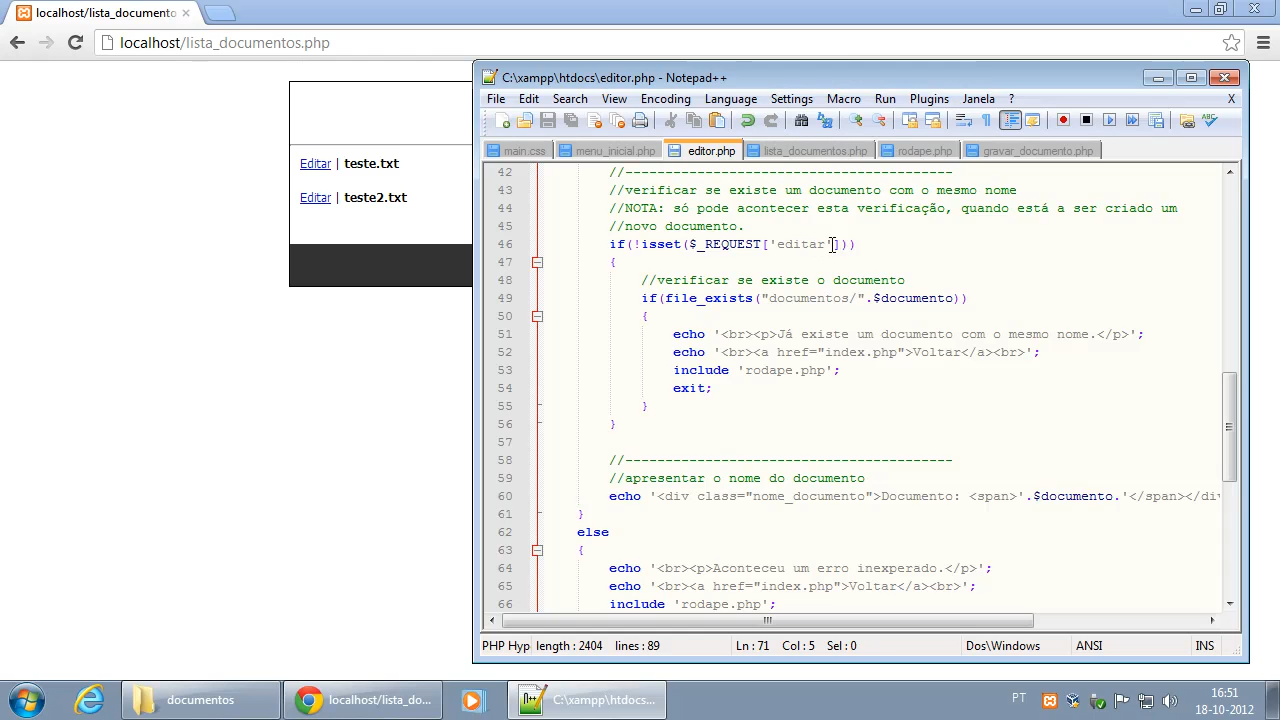 localhost/lista_documento
localhost/lista_documentos.php
Editar | teste.txt
Editar | teste2.txt
C:\xampp\htdocs\editor.php - Notepad++
File Edit Search View Encoding Language Settings Macro Run Plugins Janela ? X
main.css menu_inicial.php editor.php lista_documentos.php rodape.php gravar_documento.php
42 //-----------------------------------------
43 //verificar se existe um documento com o mesmo nome
44 //NOTA: só pode acontecer esta verificação, quando está a ser criado um
45 //novo documento.
46 if(!isset($_REQUEST['editar']))
47 {
48 //verificar se existe o documento
49 if(file_exists("documentos/".$documento))
50 {
51 echo '<br><p>Já existe um documento com o mesmo nome.</p>';
52 echo '<br><a href="index.php">Voltar</a><br>';
53 include 'rodape.php';
54 exit;
55 }
56 }
57
58 //-----------------------------------------
59 //apresentar o nome do documento
60 echo '<div class="nome_documento">Documento: <span>'.$documento.'</span></div
61 }
62 else
63 {
64 echo '<br><p>Aconteceu um erro inexperado.</p>';
65 echo '<br><a href="index.php">Voltar</a><br>';
66 include 'rodape.php';
PHP Hyp length : 2404 lines : 89 Ln : 71 Col : 5 Sel : 0 Dos\Windows ANSI INS
documentos localhost/lista_do... C:\xampp\htdocs... PT 16:51
18-10-2012